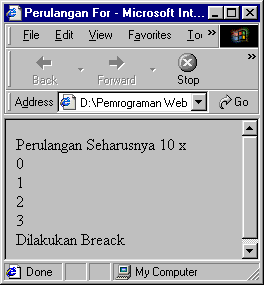 Perulangan For - Microsoft Int...
File Edit View Favorites
Back Forward Stop
Address D:\Pemrograman Web Go
Perulangan Seharusnya 10 x
0
1
2
3
Dilakukan Breack
Done My Computer